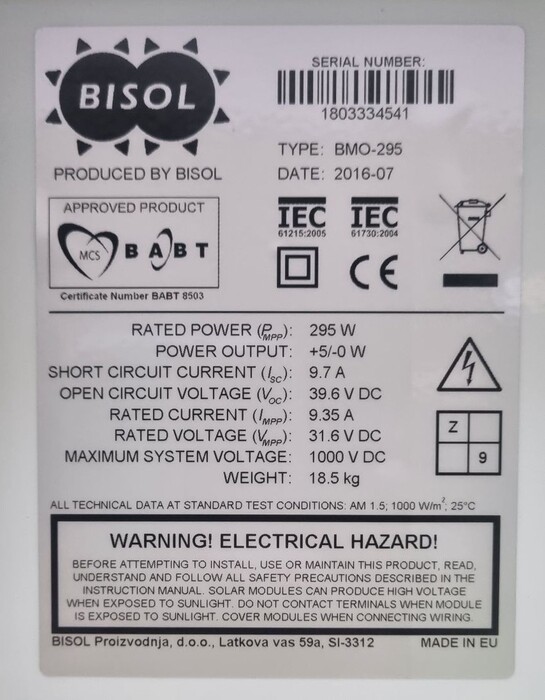 BISOL
PRODUCED BY BISOL
SERIAL NUMBER:
1803334541
TYPE: BMO-295
DATE: 2016-07
APPROVED PRODUCT
MCS BABT
Certificate Number BABT 8503
IEC
61215:2005
IEC
61730:2004
CE
RATED POWER (PMPP): 295 W
POWER OUTPUT: +5/-0 W
SHORT CIRCUIT CURRENT (ISC): 9.7 A
OPEN CIRCUIT VOLTAGE (VOC): 39.6 V DC
RATED CURRENT (IMPP): 9.35 A
RATED VOLTAGE (VMPP): 31.6 V DC
MAXIMUM SYSTEM VOLTAGE: 1000 V DC
WEIGHT: 18.5 kg
Z
9
ALL TECHNICAL DATA AT STANDARD TEST CONDITIONS: AM 1.5; 1000 W/m²; 25°C
WARNING! ELECTRICAL HAZARD!
BEFORE ATTEMPTING TO INSTALL, USE OR MAINTAIN THIS PRODUCT, READ,
UNDERSTAND AND FOLLOW ALL SAFETY PRECAUTIONS DESCRIBED IN THE
INSTRUCTION MANUAL. SOLAR MODULES CAN PRODUCE HIGH VOLTAGE
WHEN EXPOSED TO SUNLIGHT. DO NOT CONTACT TERMINALS WHEN MODULE
IS EXPOSED TO SUNLIGHT. COVER MODULES WHEN CONNECTING WIRING.
BISOL Proizvodnja, d.o.o., Latkova vas 59a, SI-3312 MADE IN EU